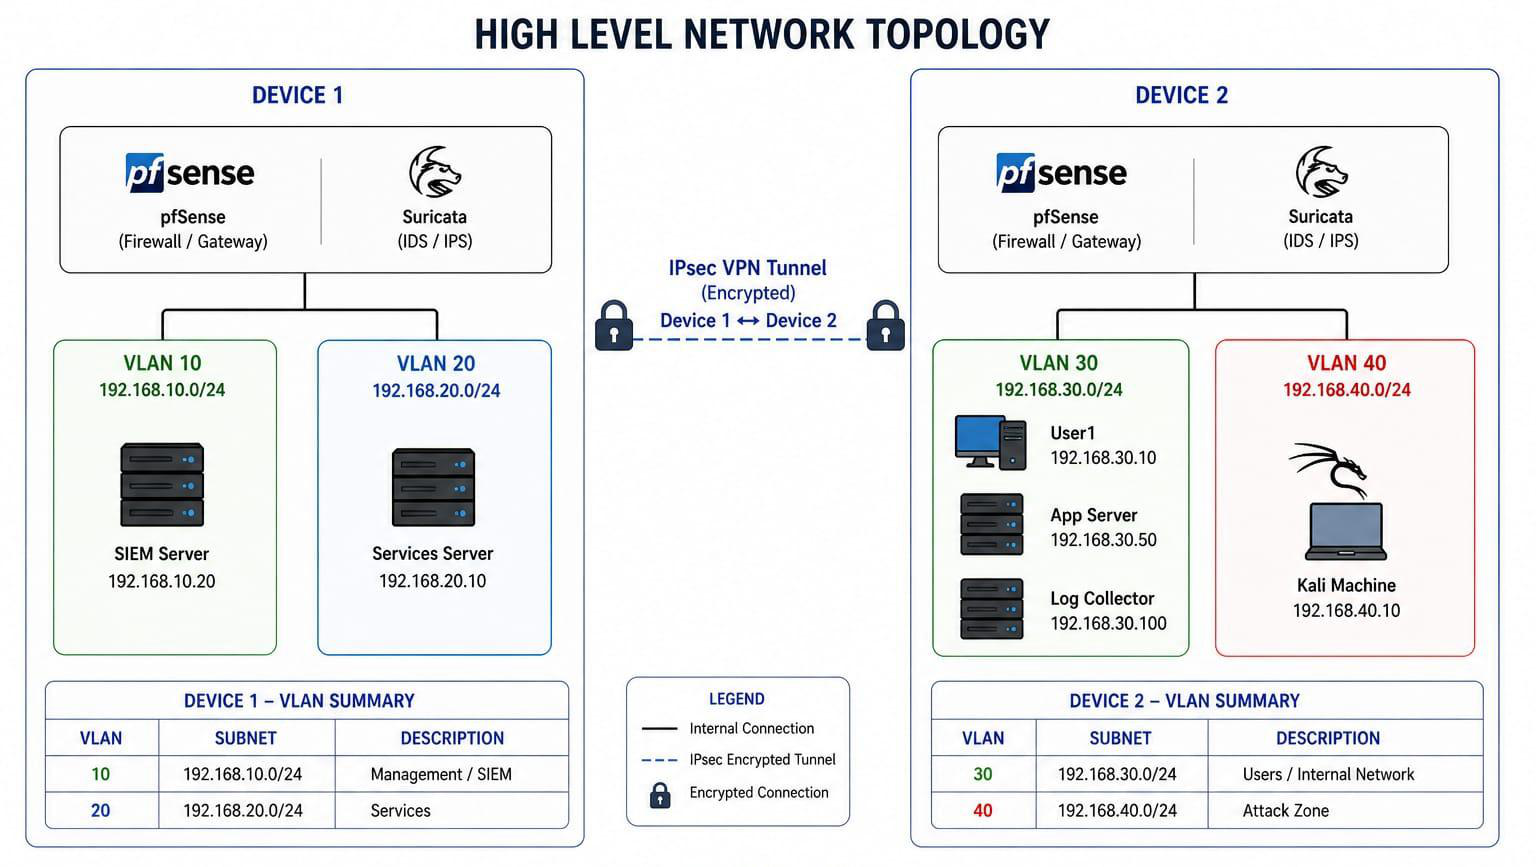 HIGH LEVEL NETWORK TOPOLOGY
DEVICE 1
pfsense
pfSense
(Firewall / Gateway)
Suricata
(IDS / IPS)
VLAN 10
192.168.10.0/24
SIEM Server
192.168.10.20
VLAN 20
192.168.20.0/24
Services Server
192.168.20.10
DEVICE 1 – VLAN SUMMARY
VLAN SUBNET DESCRIPTION
10 192.168.10.0/24 Management / SIEM
20 192.168.20.0/24 Services
IPsec VPN Tunnel
(Encrypted)
Device 1 ↔ Device 2
LEGEND
Internal Connection
IPsec Encrypted Tunnel
Encrypted Connection
DEVICE 2
pfsense
pfSense
(Firewall / Gateway)
Suricata
(IDS / IPS)
VLAN 30
192.168.30.0/24
User1
192.168.30.10
App Server
192.168.30.50
Log Collector
192.168.30.100
VLAN 40
192.168.40.0/24
Kali Machine
192.168.40.10
DEVICE 2 – VLAN SUMMARY
VLAN SUBNET DESCRIPTION
30 192.168.30.0/24 Users / Internal Network
40 192.168.40.0/24 Attack Zone